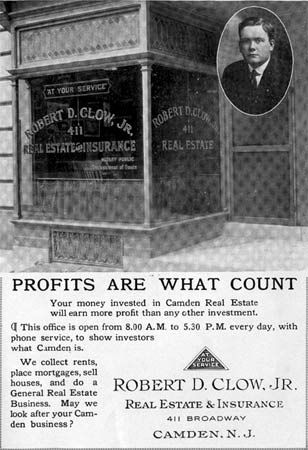 AT YOUR SERVICE
ROBERT D. CLOW, JR.
411
REAL ESTATE & INSURANCE
NOTARY PUBLIC
of Deeds
ROBERT D. CLOW, JR.
411
REAL ESTATE
PROFITS ARE WHAT COUNT
Your money invested in Camden Real Estate
will earn more profit than any other investment.
¶ This office is open from 8.00 A.M. to 5.30 P.M. every day, with
phone service, to show investors
what Camden is.
We collect rents,
place mortgages, sell
houses, and do a
General Real Estate
Business. May we
look after your Cam-
den business?
AT YOUR
SERVICE
ROBERT D. CLOW, JR.
REAL ESTATE & INSURANCE
411 BROADWAY
CAMDEN, N. J.